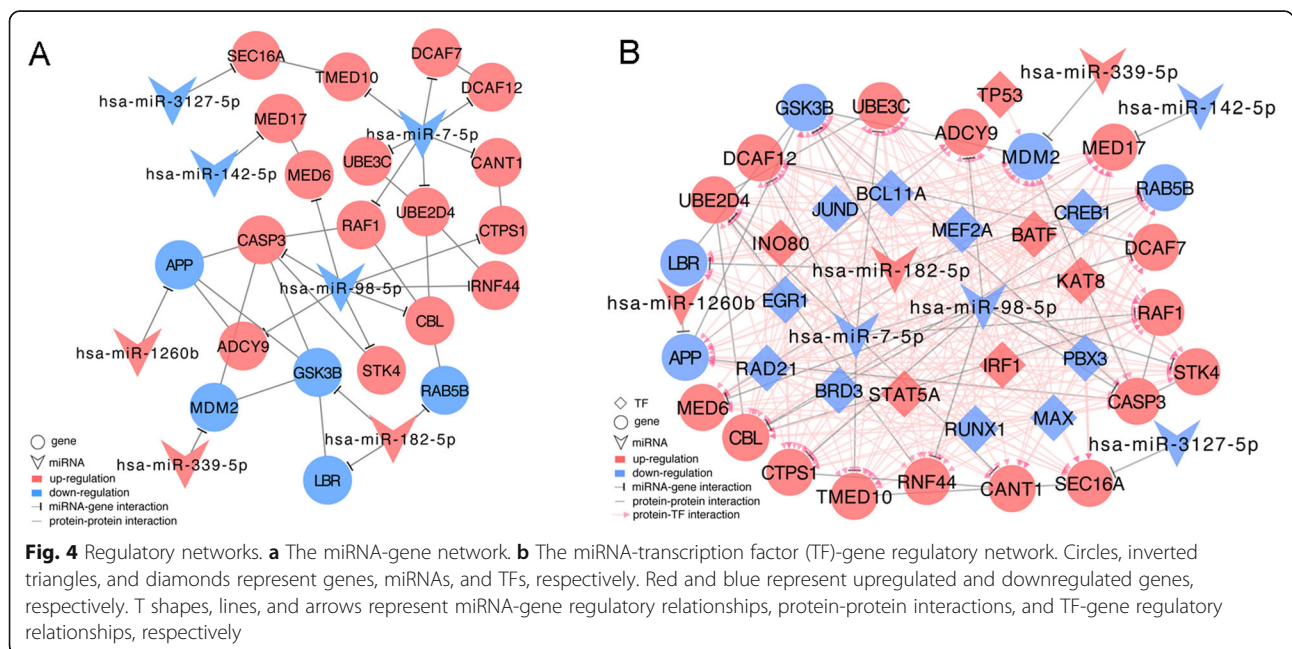 A
SEC16A
DCAF7
TMED10
DCAF12
hsa-miR-3127-5p
MED17
hsa-miR-7-5p
UBE3C
CANT1
hsa-miR-142-5p
MED6
UBE2D4
RAF1
CASP3
CTPS1
APP
hsa-miR-98-5p
RNF44
CBL
hsa-miR-1260b
ADCY9
GSK3B
STK4
MDM2
RAB5B
hsa-miR-182-5p
hsa-miR-339-5p
LBR
gene
miRNA
up-regulation
down-regulation
miRNA-gene interaction
protein-protein interaction
B
hsa-miR-339-5p
TP53
GSK3B
UBE3C
hsa-miR-142-5p
ADCY9
MDM2
MED17
DCAF12
BCL11A
RAB5B
UBE2D4
JUND
CREB1
MEF2A
BATF
INO80
DCAF7
LBR
hsa-miR-182-5p
KAT8
hsa-miR-1260b
EGR1
hsa-miR-98-5p
RAF1
hsa-miR-7-5p
APP
RAD21
IRF1
PBX3
STK4
BRD3
STAT5A
MED6
CASP3
MAX
CBL
RUNX1
hsa-miR-3127-5p
CTPS1
RNF44
SEC16A
TMED10
CANT1
TF
gene
miRNA
up-regulation
down-regulation
miRNA-gene interaction
protein-protein interaction
protein-TF interaction
Fig. 4 Regulatory networks. a The miRNA-gene network. b The miRNA-transcription factor (TF)-gene regulatory network. Circles, inverted
triangles, and diamonds represent genes, miRNAs, and TFs, respectively. Red and blue represent upregulated and downregulated genes,
respectively. T shapes, lines, and arrows represent miRNA-gene regulatory relationships, protein-protein interactions, and TF-gene regulatory
relationships, respectively